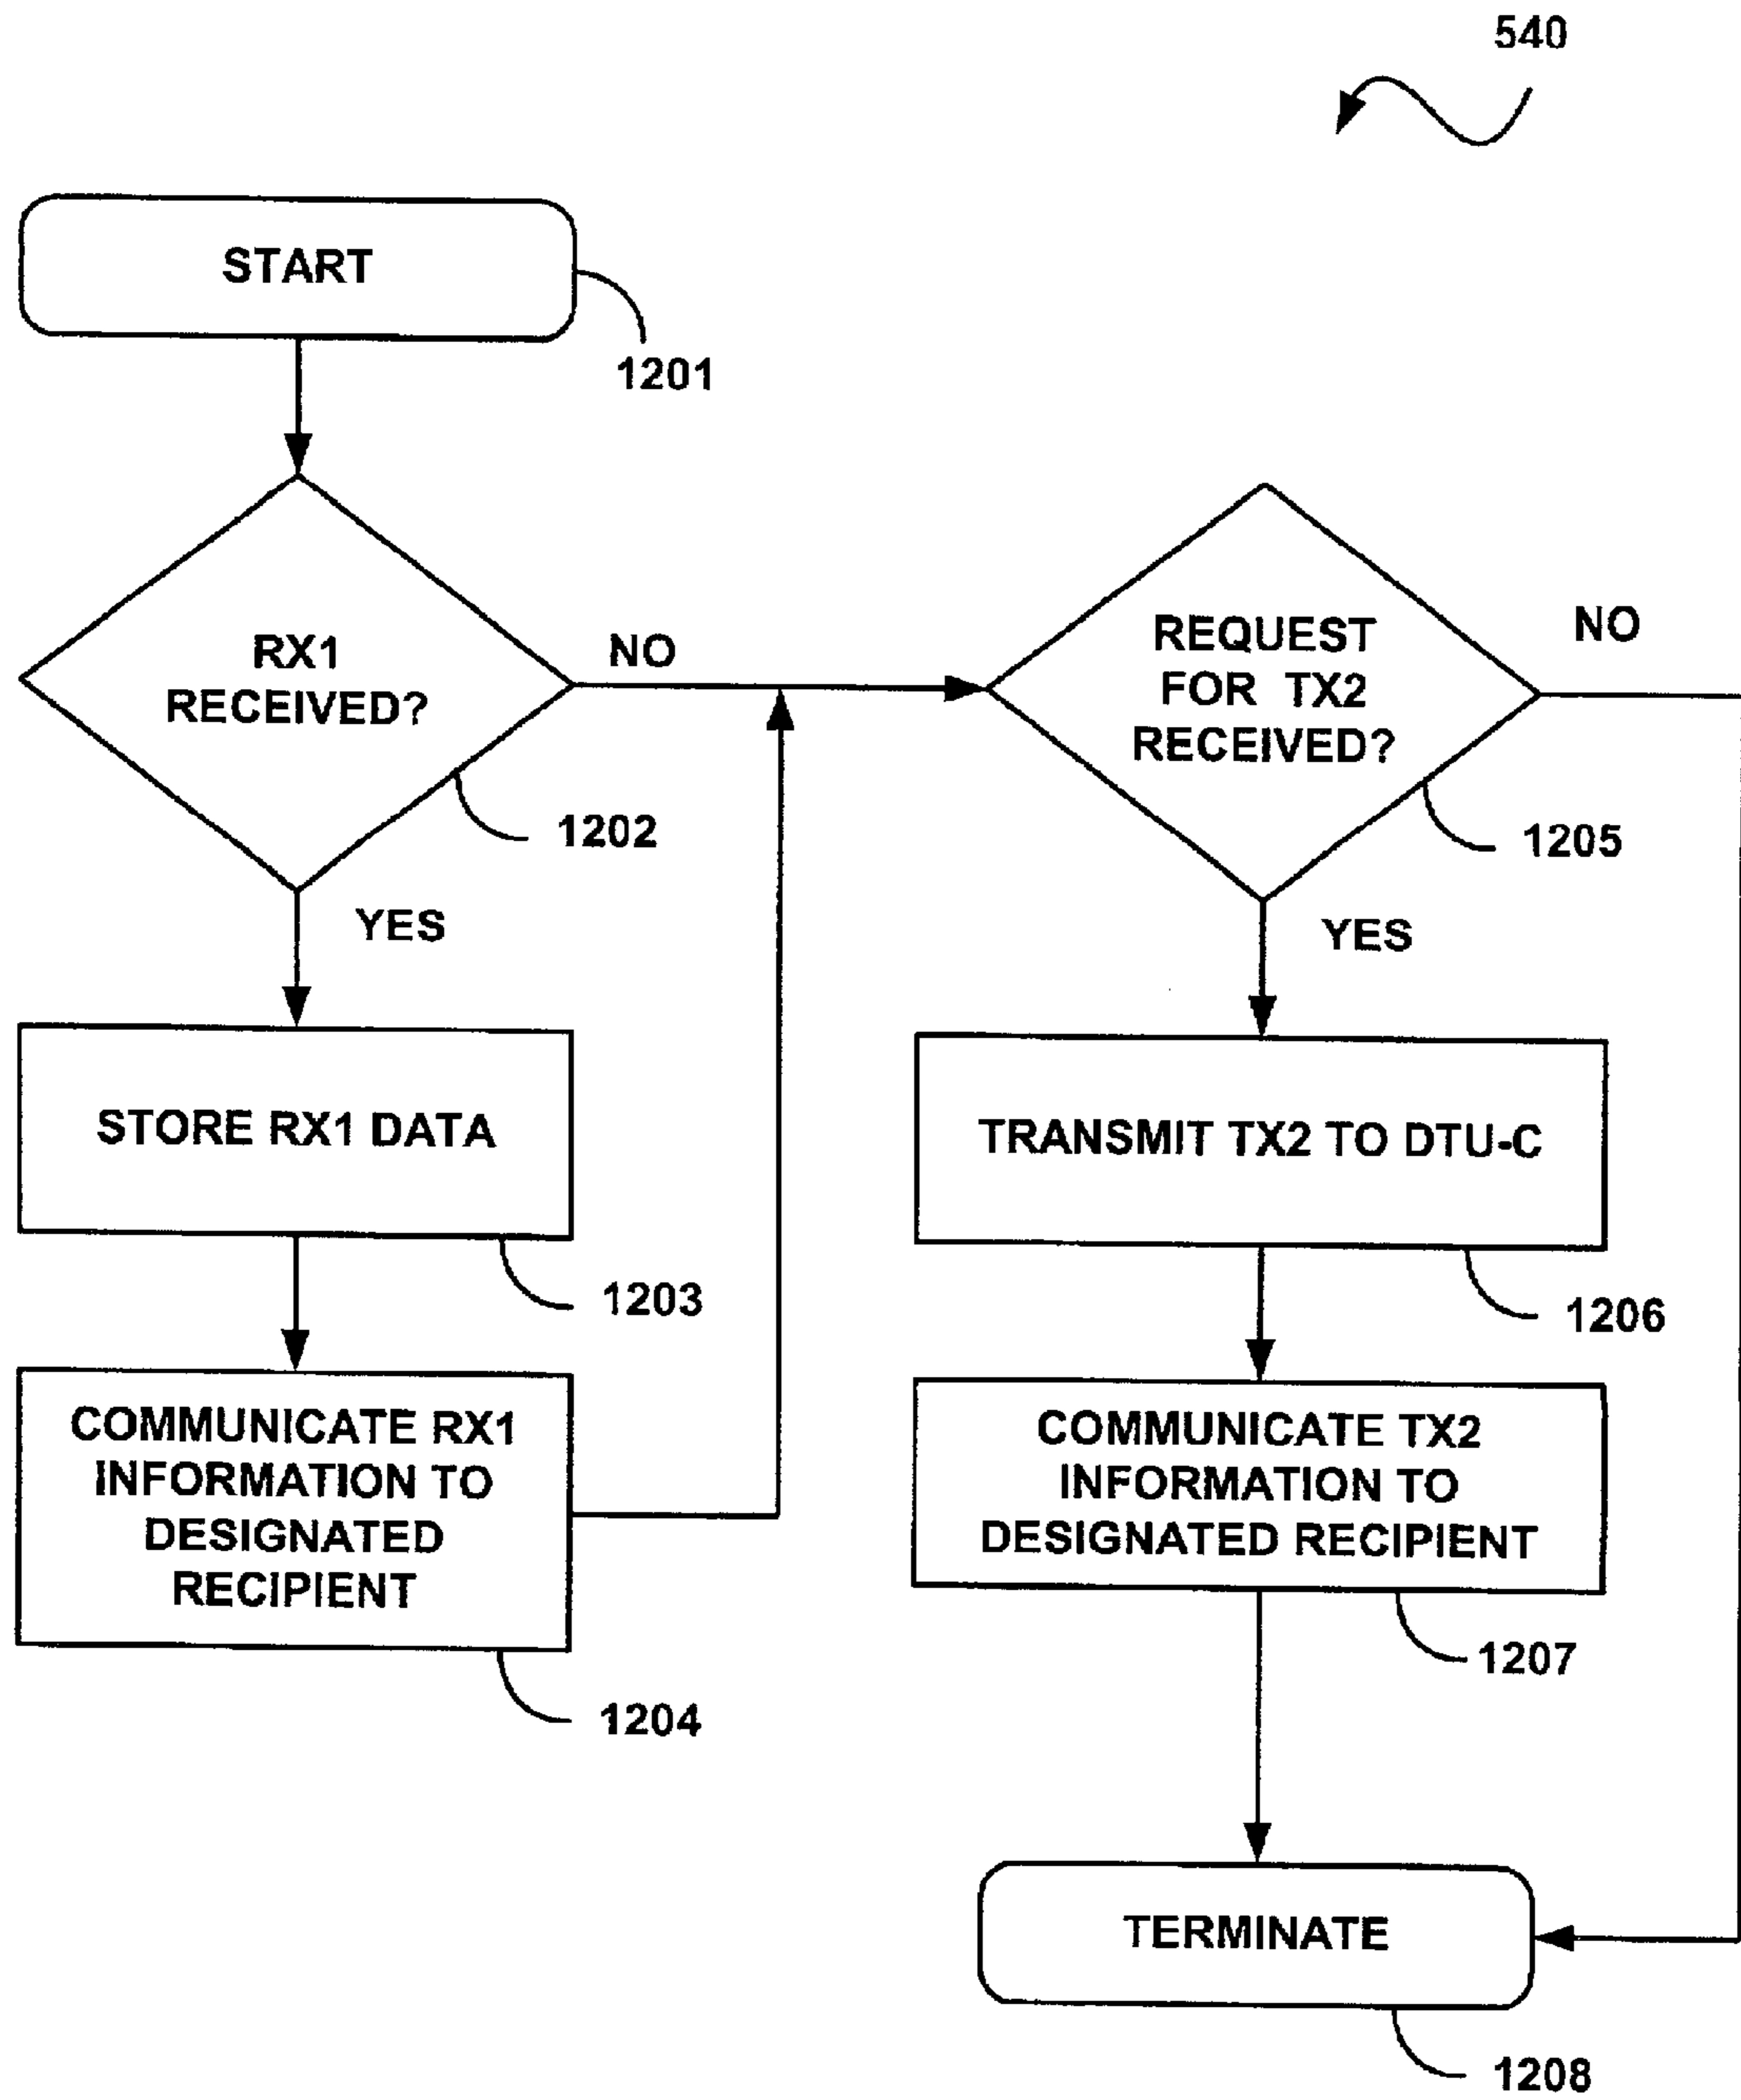 540
START
1201
RX1
RECEIVED?
NO
1202
YES
STORE RX1 DATA
1203
COMMUNICATE RX1
INFORMATION TO
DESIGNATED
RECIPIENT
1204
REQUEST
FOR TX2
RECEIVED?
NO
1205
YES
TRANSMIT TX2 TO DTU-C
1206
COMMUNICATE TX2
INFORMATION TO
DESIGNATED RECIPIENT
1207
TERMINATE
1208